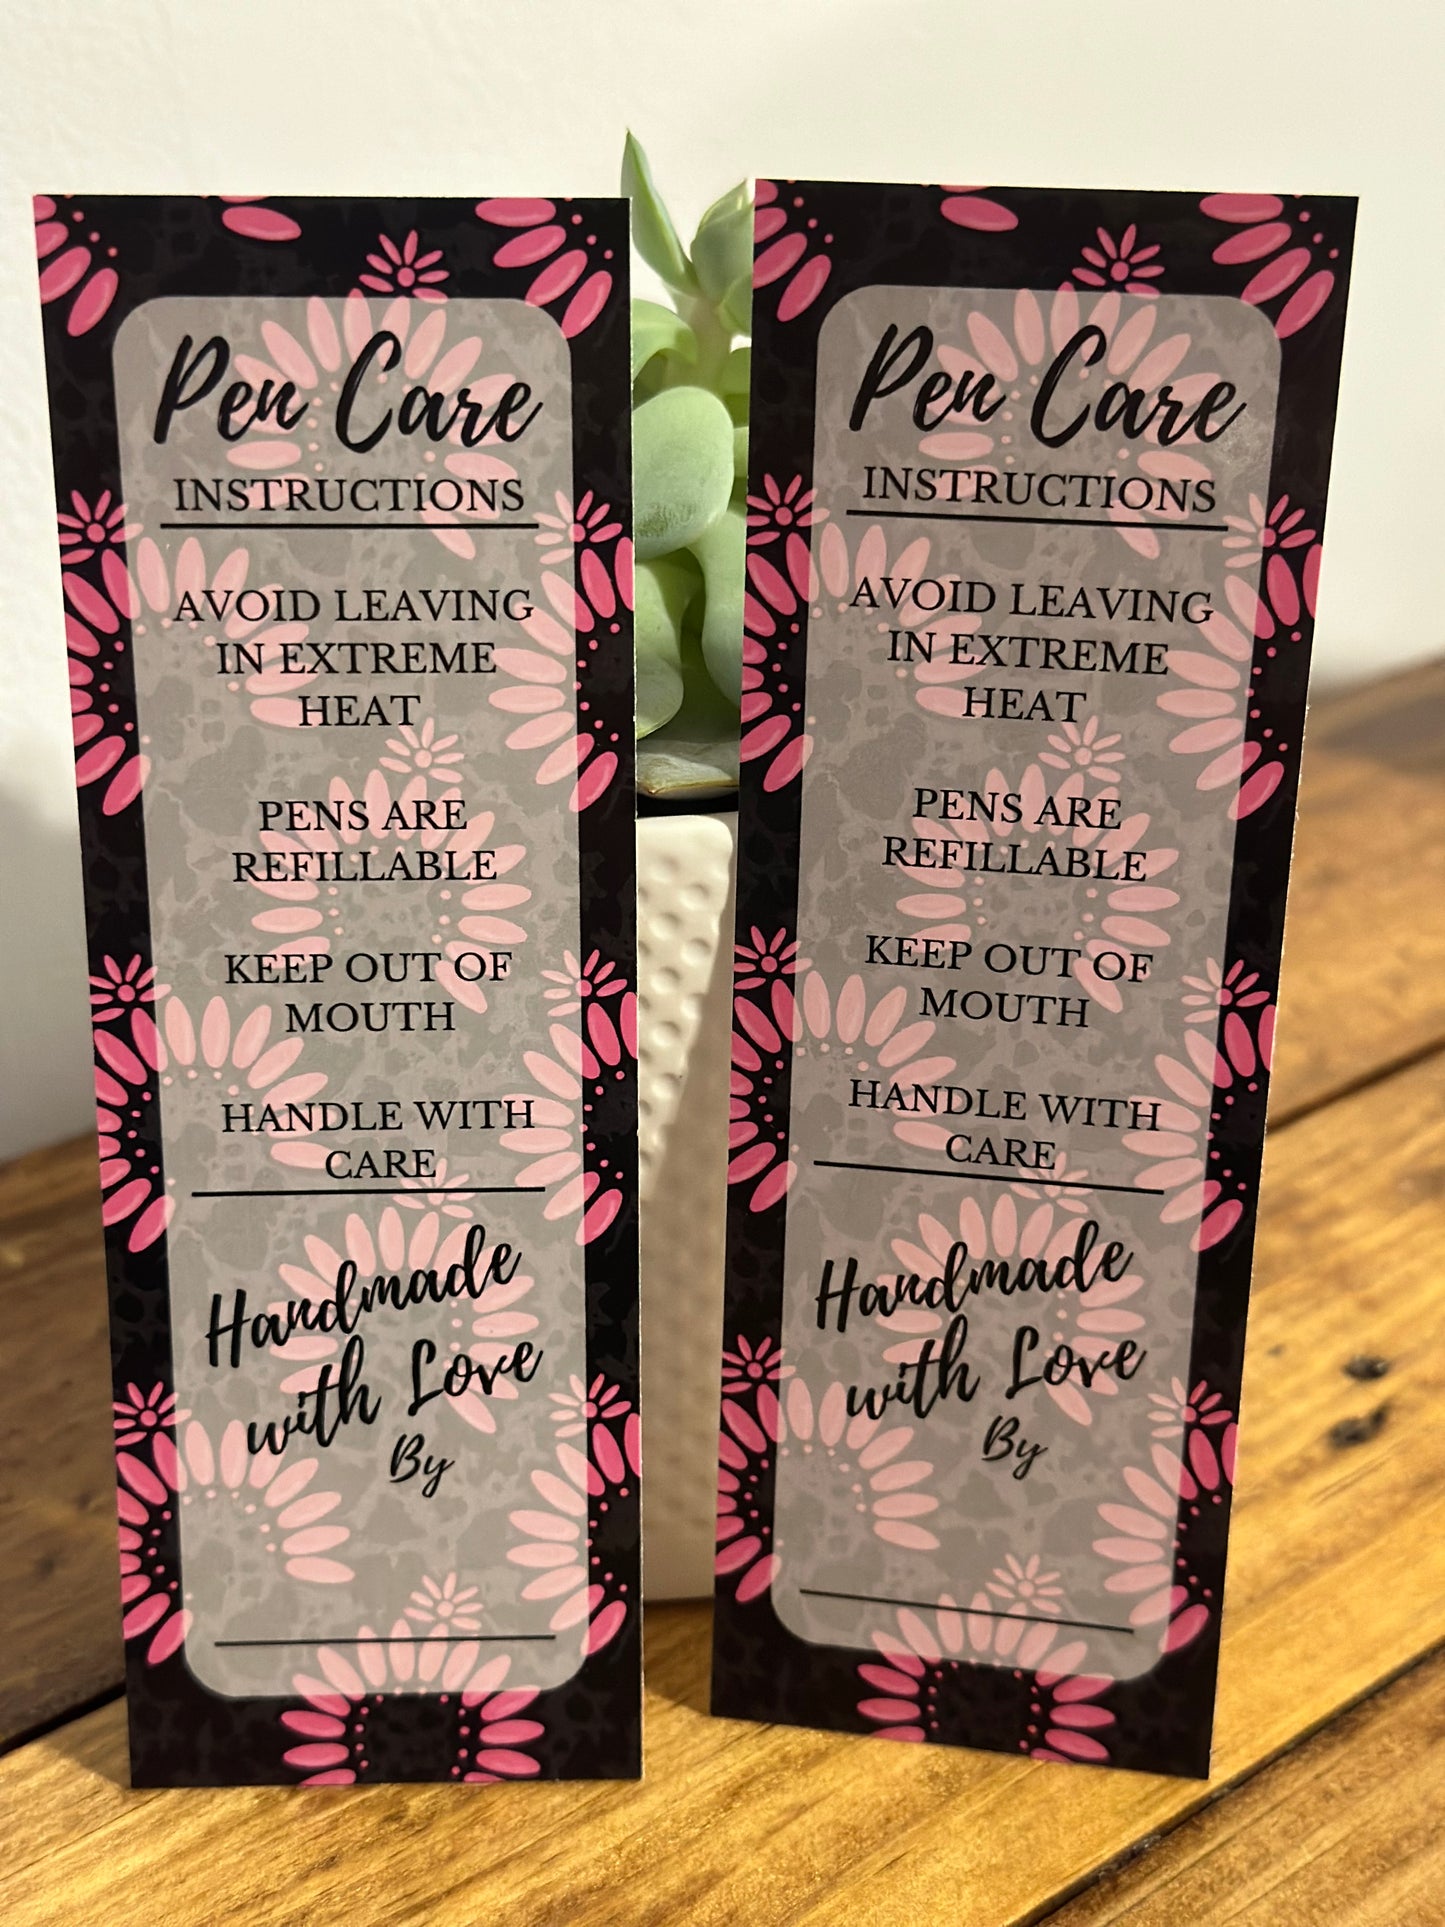 Pen Care
INSTRUCTIONS
AVOID LEAVING
IN EXTREME
HEAT
PENS ARE
REFILLABLE
KEEP OUT OF
MOUTH
HANDLE WITH
CARE
Handmade
with Love
By
Pen Care
INSTRUCTIONS
AVOID LEAVING
IN EXTREME
HEAT
PENS ARE
REFILLABLE
KEEP OUT OF
MOUTH
HANDLE WITH
CARE
Handmade
with Love
By